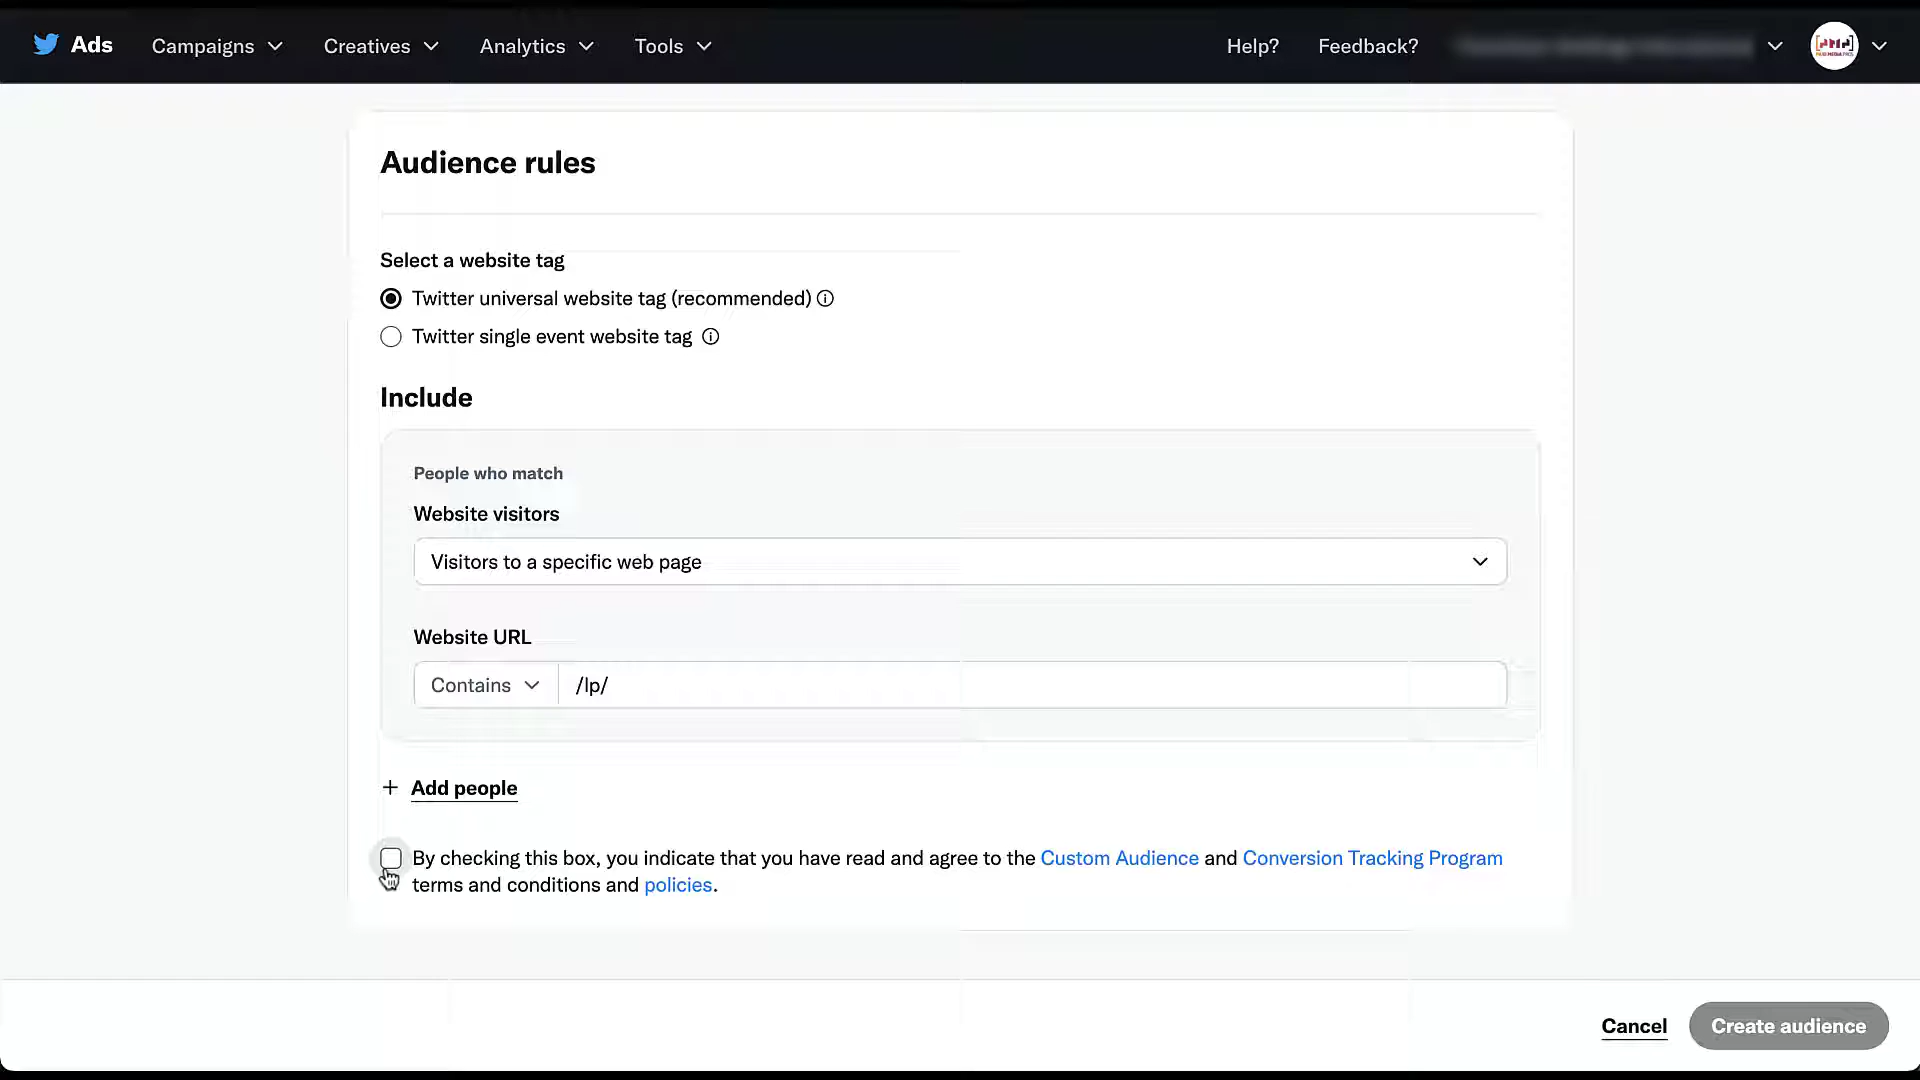 Ads Campaigns Creatives Analytics Tools Help? Feedback?
Audience rules
Select a website tag
Twitter universal website tag (recommended)
Twitter single event website tag
Include
People who match
Website visitors
Visitors to a specific web page
Website URL
Contains /lp/
+ Add people
By checking this box, you indicate that you have read and agree to the Custom Audience and Conversion Tracking Program
terms and conditions and policies.
Cancel Create audience